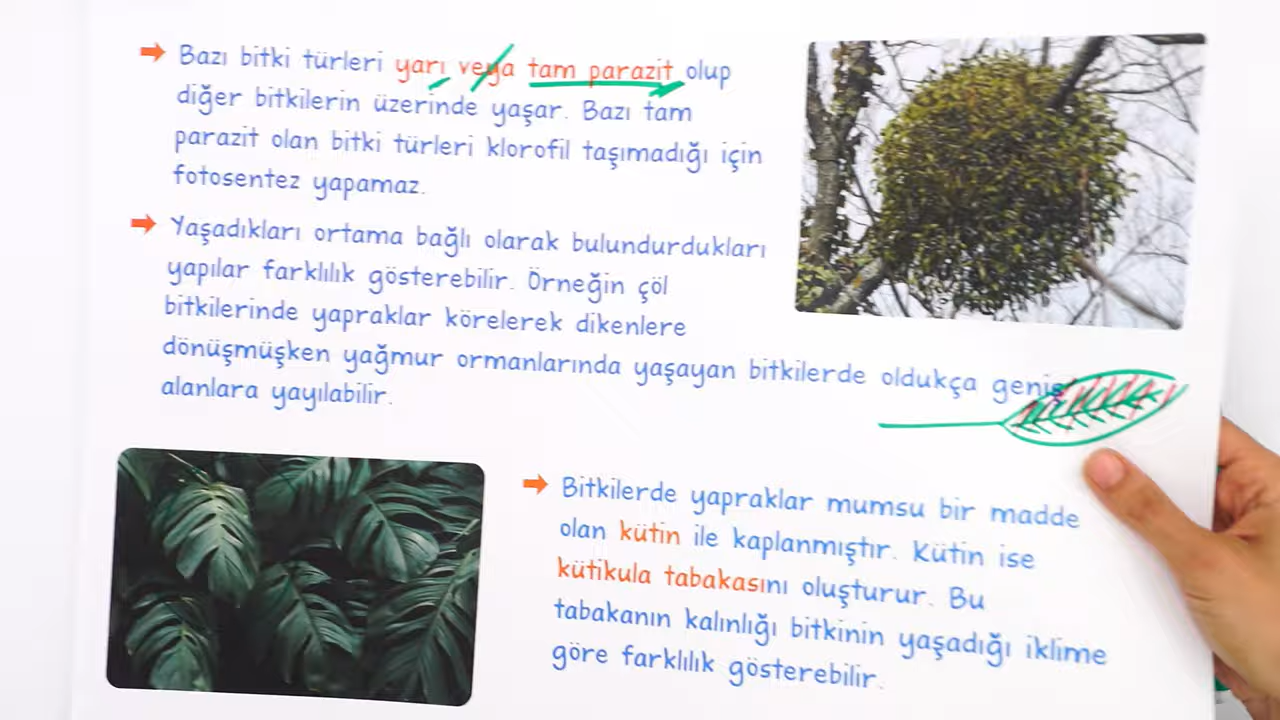 Bazı bitki türleri yarı veya tam parazit olup
diğer bitkilerin üzerinde yaşar. Bazı tam
parazit olan bitki türleri klorofil taşımadığı için
fotosentez yapamaz.
Yaşadıkları ortama bağlı olarak bulundurdukları
yapılar farklılık gösterebilir. Örneğin çöl
bitkilerinde yapraklar körelerek dikenlere
dönüşmüşken yağmur ormanlarında yaşayan bitkilerde oldukça geniş
alanlara yayılabilir.
Bitkilerde yapraklar mumsu bir madde
olan kütin ile kaplanmıştır. Kütin ise
kütikula tabakasını oluşturur. Bu
tabakanın kalınlığı bitkinin yaşadığı iklime
göre farklılık gösterebilir.